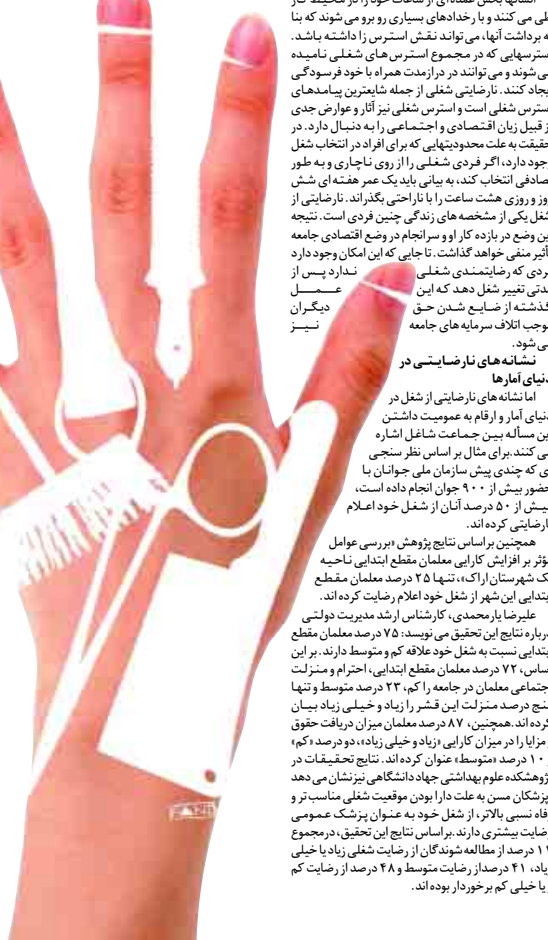 انسانها بخش عمده ای از ساعات خود را در محیط کار
می کنند و با رخدادهای بسیاری رو برو می شوند که بنا
به برداشت آنها، می تواند نقش استرس زا داشته باشد.
استرسهایی که در مجموع استرس های شغلی نامیده
می شوند و می توانند در درازمدت همراه با خود فرسودگی
ایجاد کنند. نارضایتی شغلی از جمله شایعترین پیامدهای
استرس شغلی است و استرس شغلی نیز آثار و عوارض جدی
از قبیل زیان اقتصادی و اجتماعی را به دنبال دارد. در
حقیقت به علت محدودیتهایی که برای افراد در انتخاب شغل
وجود دارد، اگر فردی شغلی را از روی ناچاری و به طور
تصادفی انتخاب کند، به بیانی باید یک عمر هفته ای شش
روز و روزی هشت ساعت را با ناراحتی بگذراند. نارضایتی از
شغل یکی از مشخصه های زندگی چنین فردی است. نتیجه
این وضع در بازده کار او و سرانجام در وضع اقتصادی جامعه
تأثیر منفی خواهد گذاشت. تا جایی که این امکان وجود دارد
فردی که رضایتمندی شغلی ندارد پس از
مدتی تغییر شغل دهد که این عمل
گذشته از ضایع شدن حق دیگران
موجب اتلاف سرمایه های جامعه نیز
می شود.
نشانه های نارضایتی در
دنیای آمارها
اما نشانه های نارضایتی از شغل در
دنیای آمار و ارقام به عمومیت داشتن
این مسأله بین جماعت شاغل اشاره
می کنند. برای مثال بر اساس نظر سنجی
ای که چندی پیش سازمان ملی جوانان با
حضور بیش از ۹۰۰ جوان انجام داده است،
بیش از ۵۰ درصد آنان از شغل خود اعلام
نارضایتی کرده اند.
همچنین براساس نتایج پژوهش «بررسی عوامل
مؤثر بر افزایش کارایی معلمان مقطع ابتدایی ناحیه
یک شهرستان اراک»، تنها ۲۵ درصد معلمان مقطع
ابتدایی این شهر از شغل خود اعلام رضایت کرده اند.
علیرضا یارمحمدی، کارشناس ارشد مدیریت دولتی
درباره نتایج این تحقیق می نویسد: ۷۵ درصد معلمان مقطع
ابتدایی نسبت به شغل خود علاقه کم و متوسط دارند. بر این
اساس، ۷۲ درصد معلمان مقطع ابتدایی، احترام و منزلت
اجتماعی معلمان در جامعه را کم، ۲۳ درصد متوسط و تنها
پنج درصد منزلت این قشر را زیاد و خیلی زیاد بیان
کرده اند. همچنین، ۸۷ درصد معلمان میزان دریافت حقوق
و مزایا را در میزان کارایی «زیاد و خیلی زیاد»، دو درصد «کم»
و ۱۰ درصد «متوسط» عنوان کرده اند. نتایج تحقیقات در
پژوهشکده علوم بهداشتی جهاد دانشگاهی نیز نشان می دهد
پزشکان مسن به علت دارا بودن موقعیت شغلی مناسب تر و
رفاه نسبی بالاتر، از شغل خود به عنوان پزشک عمومی
رضایت بیشتری دارند. براساس نتایج این تحقیق، در مجموع
۱۱ درصد از مطالعه شوندگان از رضایت شغلی زیاد یا خیلی
زیاد، ۴۱ درصد از رضایت متوسط و ۴۸ درصد از رضایت کم
یا خیلی کم برخوردار بوده اند.